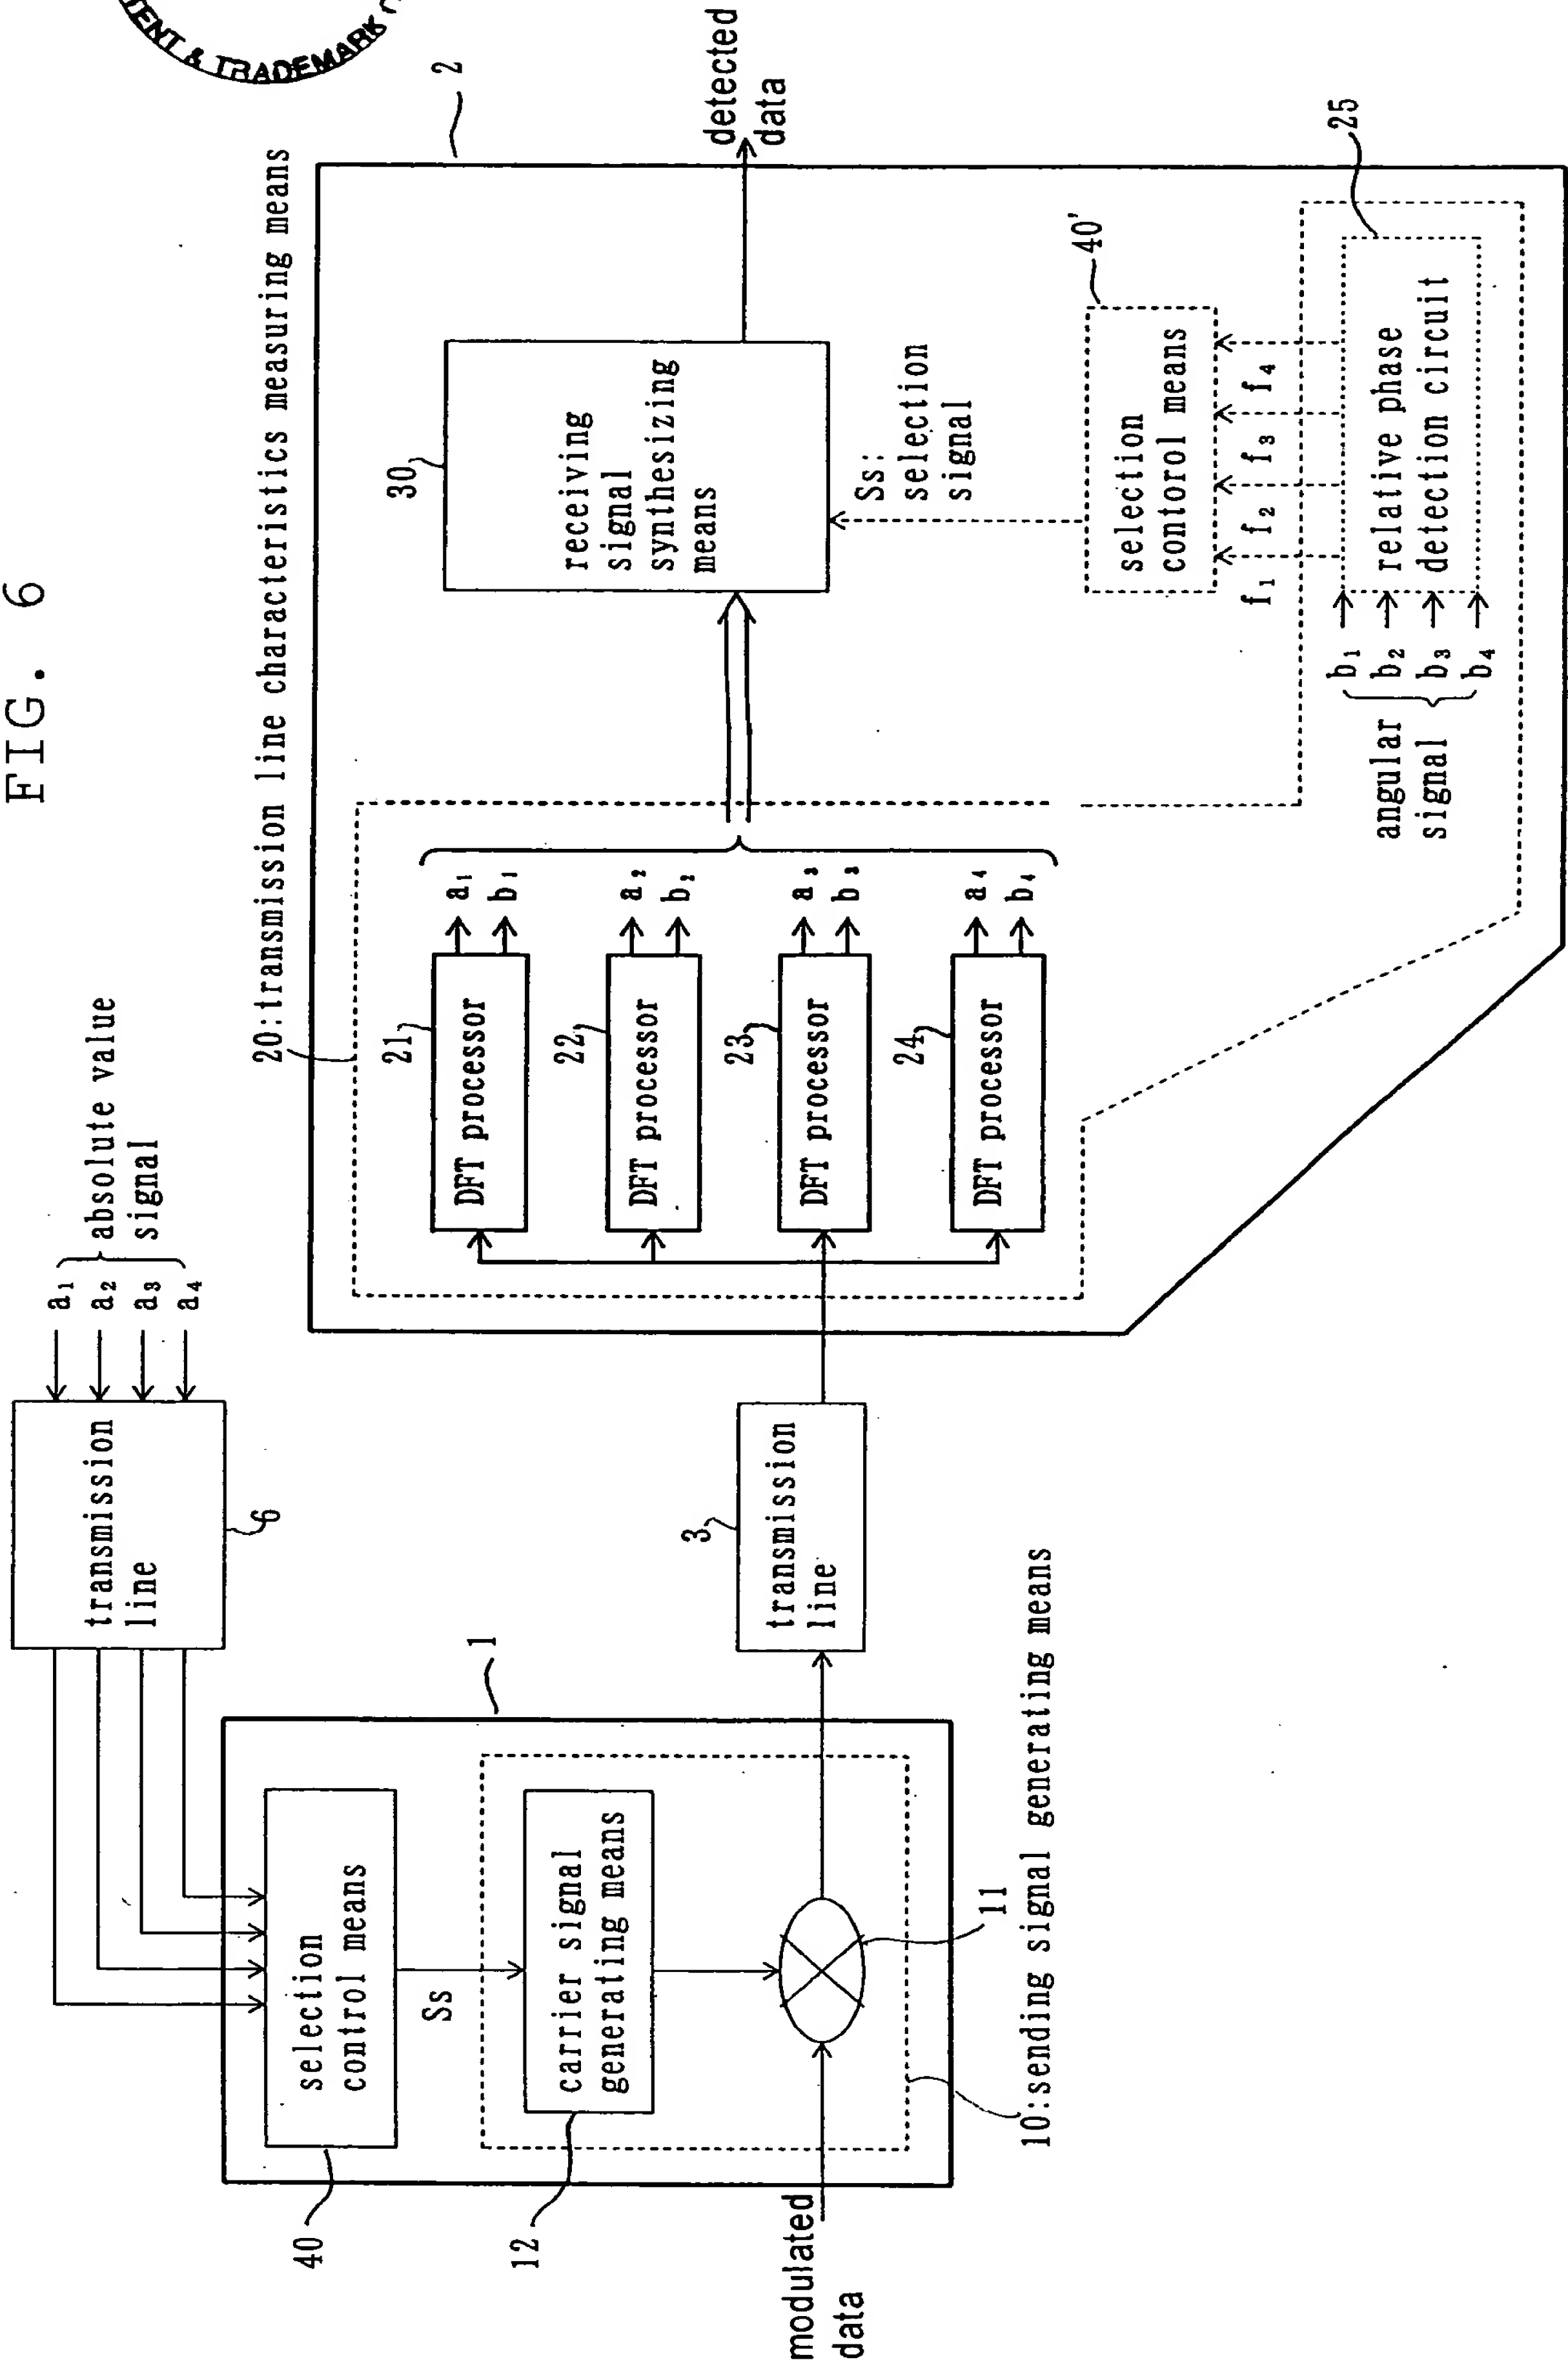 TENT & TRADEMARK
FIG. 6
a1
a2
a3
a4
absolute value
signal
transmission
line
6
1
selection
control means
40
Ss
carrier signal
generating means
12
11
modulated
data
10:sending signal generating means
3
transmission
line
20:transmission line characteristics measuring means
2
21
DFT processor
a1
b1
22
DFT processor
a2
b2
23
DFT processor
a3
b3
24
DFT processor
a4
b4
30
receiving
signal
synthesizing
means
detected
data
Ss:
selection
signal
40'
selection
contorol means
f1 f2 f3 f4
25
relative phase
detection circuit
b1
b2
b3
b4
angular
signal